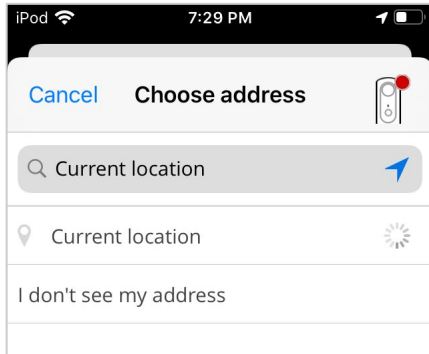 iPod 7:29 PM
Cancel Choose address
Current location
Current location
I don't see my address